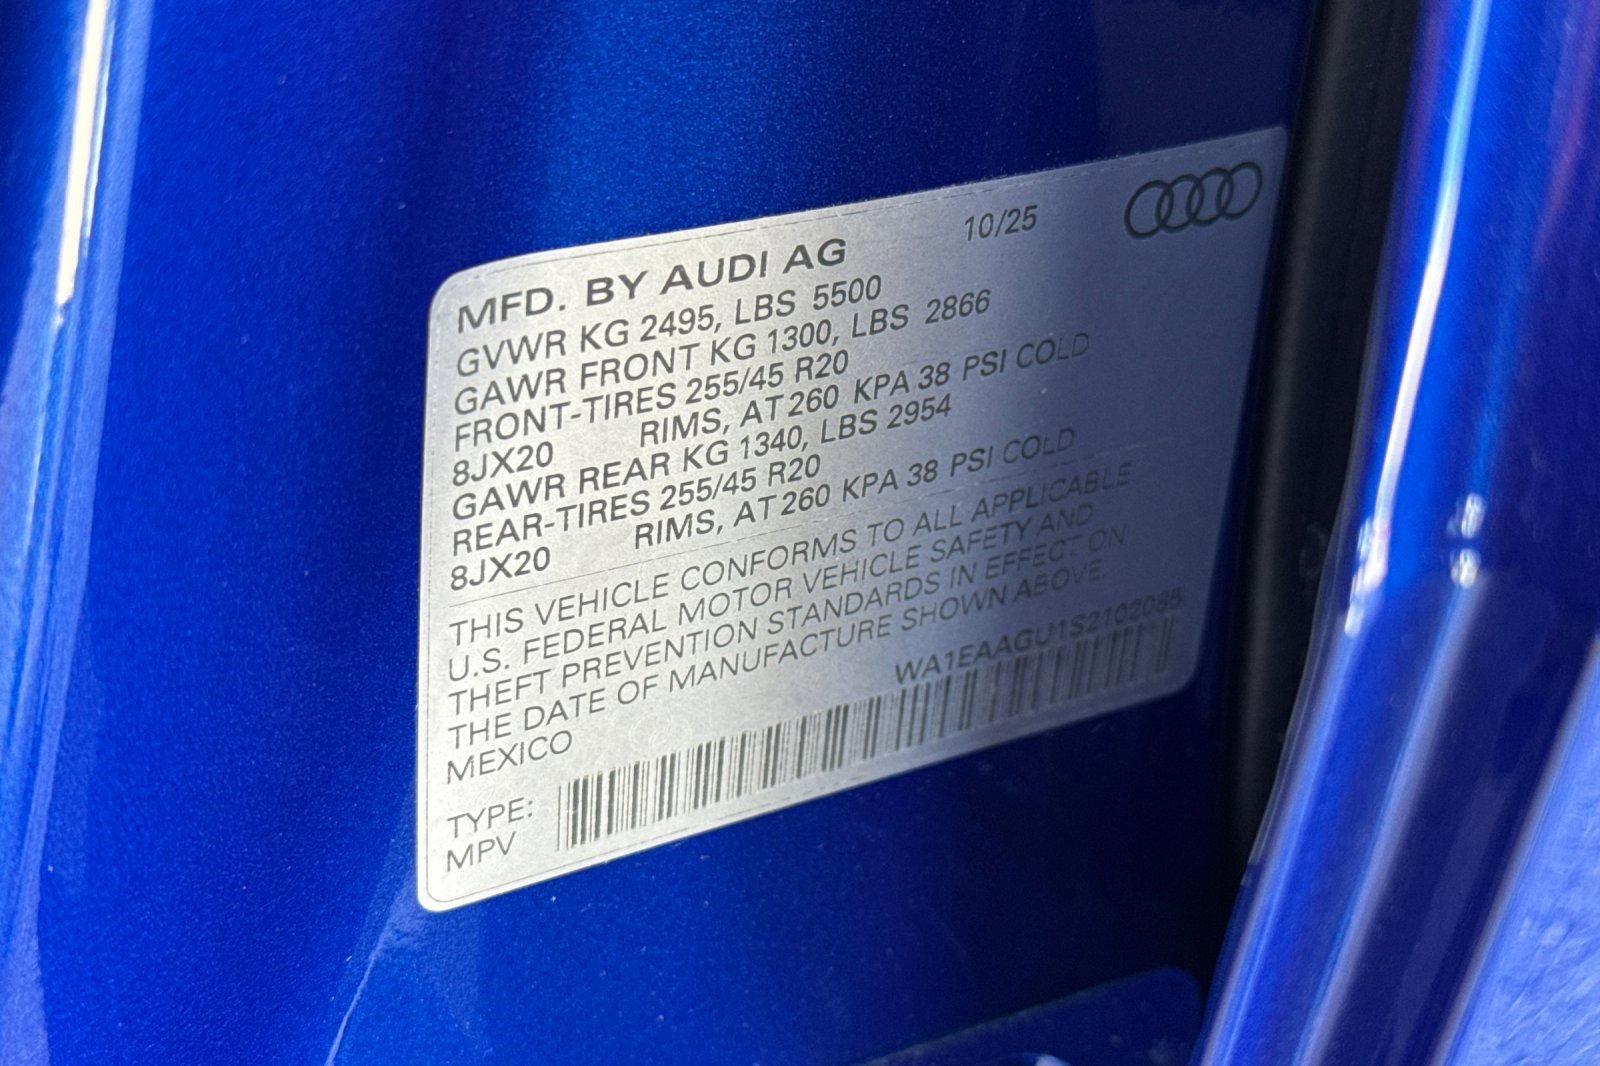 MFD. BY AUDI AG 10/25
GVWR KG 2495, LBS 5500
GAWR FRONT KG 1300, LBS 2866
FRONT-TIRES 255/45 R20
8JX20 RIMS, AT 260 KPA 38 PSI COLD
GAWR REAR KG 1340, LBS 2954
REAR-TIRES 255/45 R20
8JX20 RIMS, AT 260 KPA 38 PSI COLD
THIS VEHICLE CONFORMS TO ALL APPLICABLE
U.S. FEDERAL MOTOR VEHICLE SAFETY AND
THEFT PREVENTION STANDARDS IN EFFECT ON
THE DATE OF MANUFACTURE SHOWN ABOVE.
MEXICO
WA1EAAGU1S2102085
TYPE:
MPV